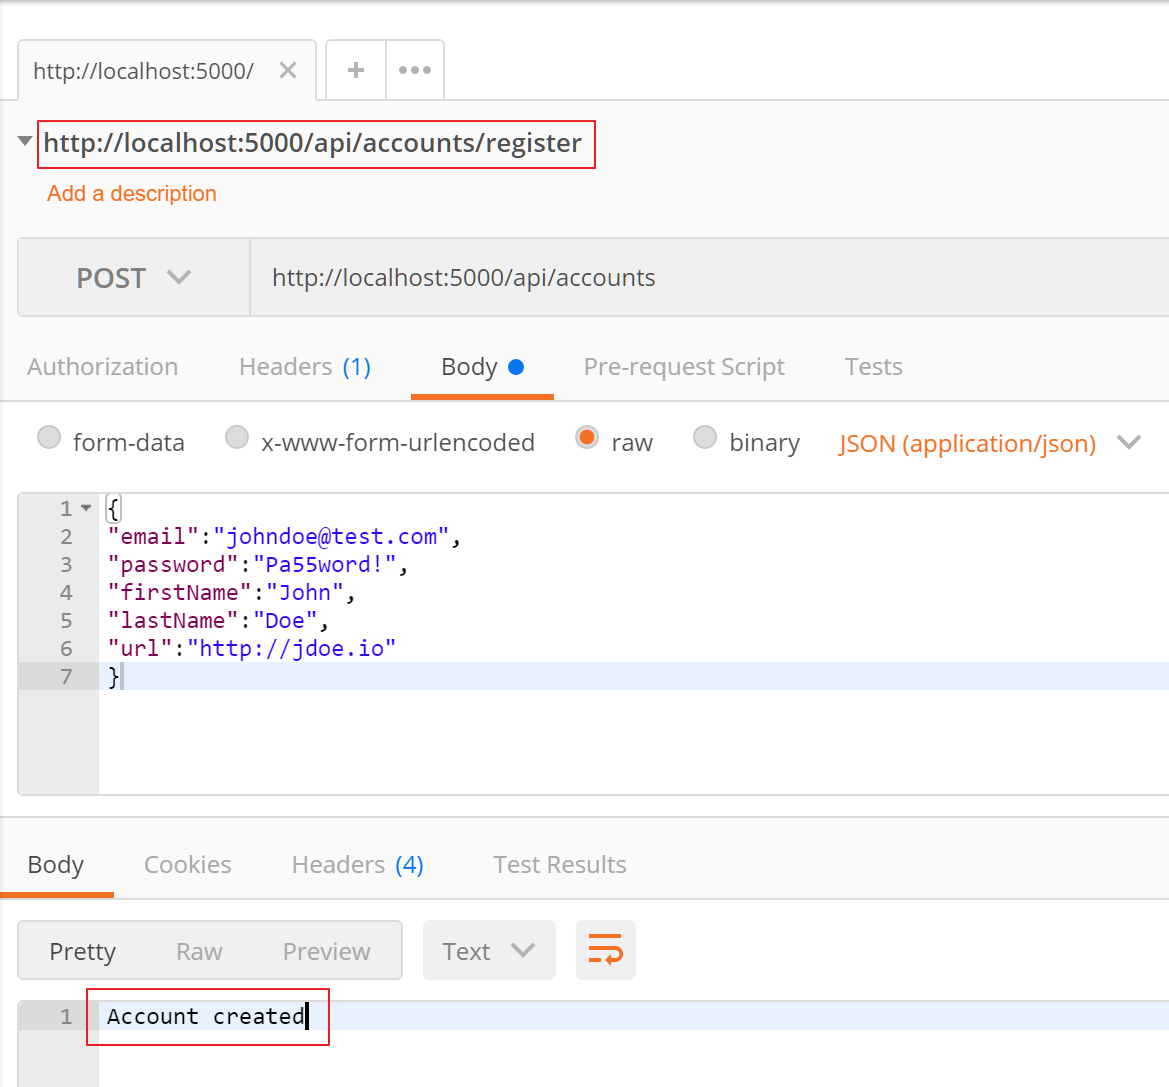 http://localhost:5000/
http://localhost:5000/api/accounts/register
Add a description
POST http://localhost:5000/api/accounts
Authorization Headers (1) Body Pre-request Script Tests
form-data x-www-form-urlencoded raw binary JSON (application/json)
1 {
2 "email":"johndoe@test.com",
3 "password":"Pa55word!",
4 "firstName":"John",
5 "lastName":"Doe",
6 "url":"http://jdoe.io"
7 }
Body Cookies Headers (4) Test Results
Pretty Raw Preview Text
1 Account created